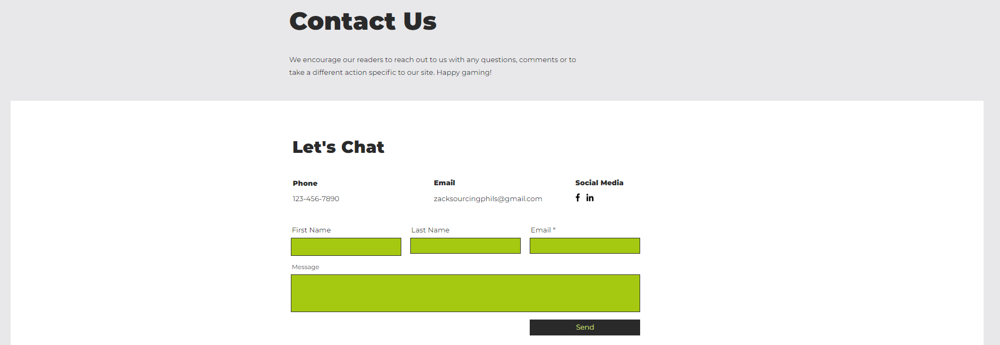 Contact Us
We encourage our readers to reach out to us with any questions, comments or to
take a different action specific to our site. Happy gaming!
Let's Chat
Phone
Email
Social Media
123-456-7890
zacksourcingphils@gmail.com
First Name
Last Name
Email *
Message
Send